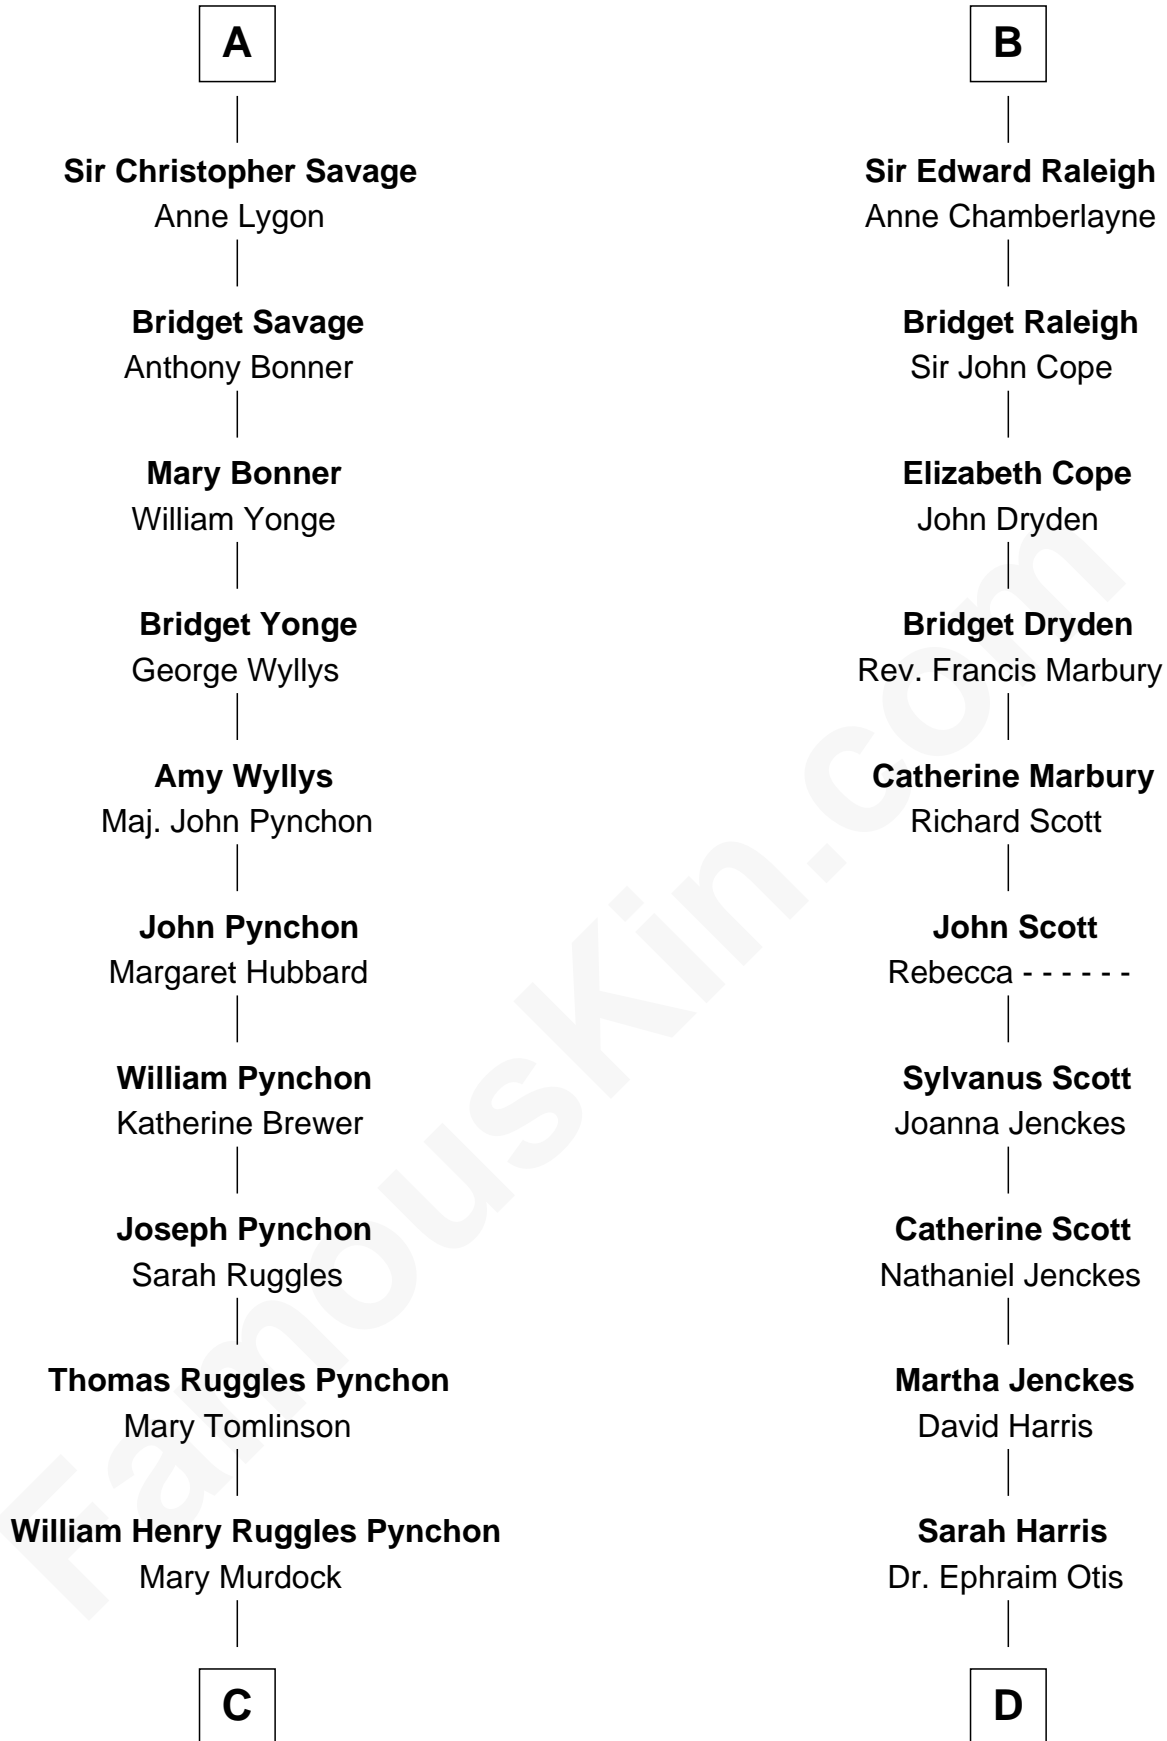 A
Sir Christopher Savage
Anne Lygon
Bridget Savage
Anthony Bonner
Mary Bonner
William Yonge
Bridget Yonge
George Wyllys
Amy Wyllys
Maj. John Pynchon
John Pynchon
Margaret Hubbard
William Pynchon
Katherine Brewer
Joseph Pynchon
Sarah Ruggles
Thomas Ruggles Pynchon
Mary Tomlinson
William Henry Ruggles Pynchon
Mary Murdock
C
B
Sir Edward Raleigh
Anne Chamberlayne
Bridget Raleigh
Sir John Cope
Elizabeth Cope
John Dryden
Bridget Dryden
Rev. Francis Marbury
Catherine Marbury
Richard Scott
John Scott
Rebecca - - - - - -
Sylvanus Scott
Joanna Jenckes
Catherine Scott
Nathaniel Jenckes
Martha Jenckes
David Harris
Sarah Harris
Dr. Ephraim Otis
D
FamousKin.com